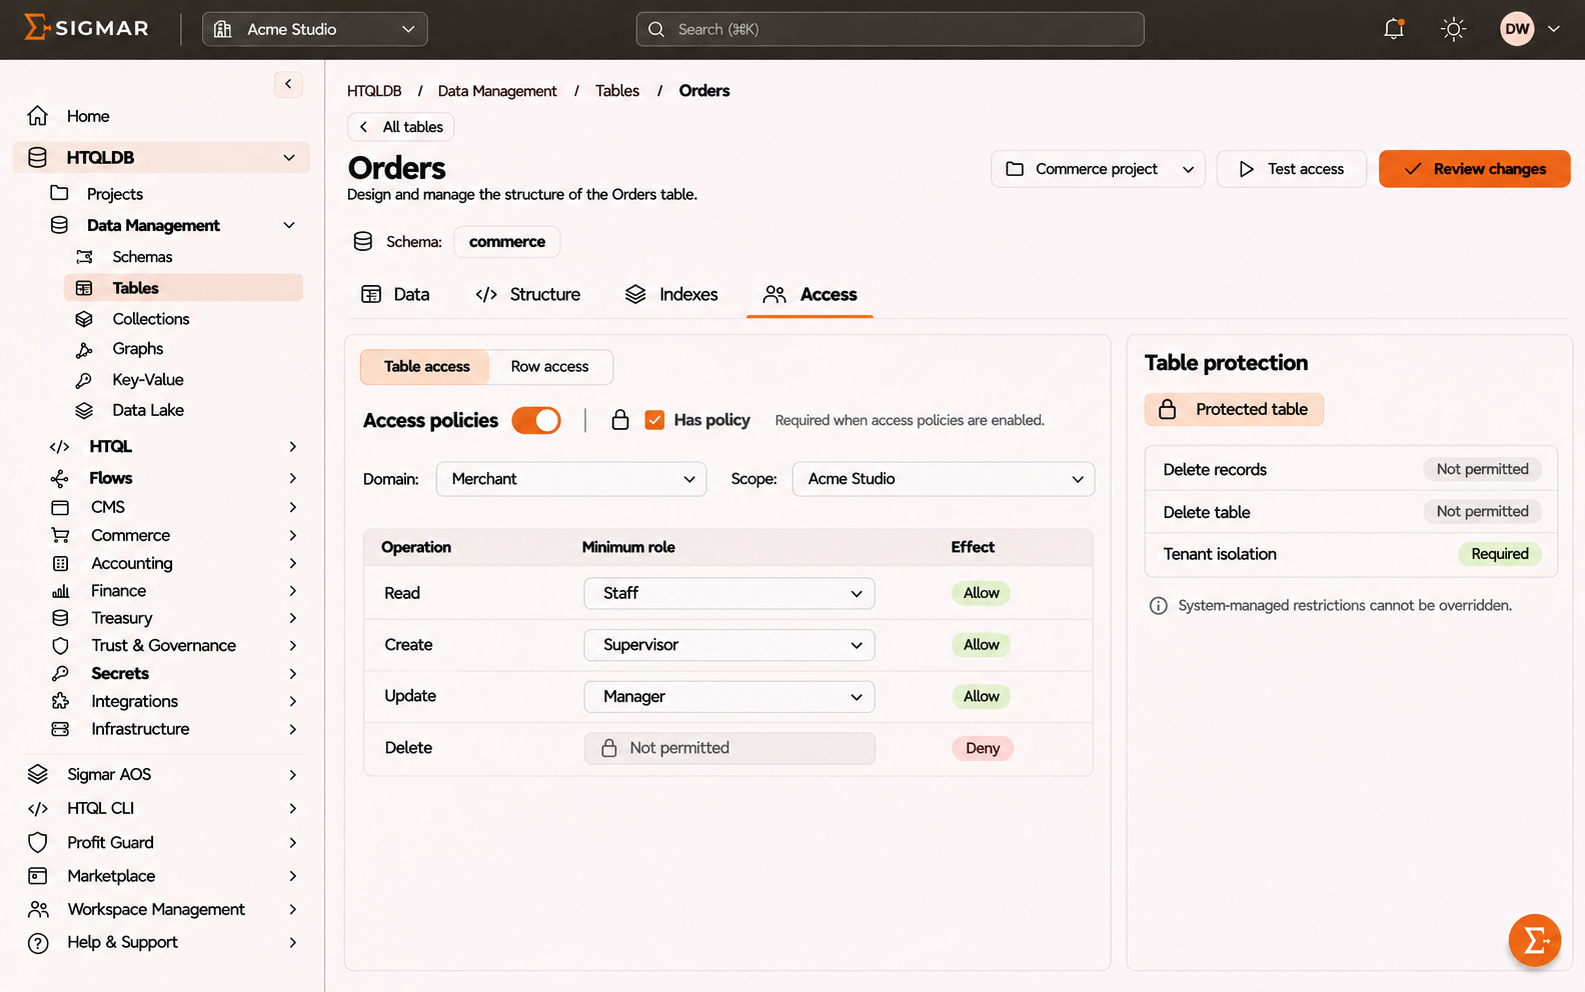 SIGMAR
Acme Studio
Search (⌘K)
DW
Home
HTQLDB
Projects
Data Management
Schemas
Tables
Collections
Graphs
Key-Value
Data Lake
HTQL
Flows
CMS
Commerce
Accounting
Finance
Treasury
Trust & Governance
Secrets
Integrations
Infrastructure
Sigmar AOS
HTQL CLI
Profit Guard
Marketplace
Workspace Management
Help & Support
HTQLDB / Data Management / Tables / Orders
All tables
Orders
Design and manage the structure of the Orders table.
Commerce project
Test access
Review changes
Schema: commerce
Data Structure Indexes Access
Table access Row access
Access policies Has policy Required when access policies are enabled.
Domain: Merchant Scope: Acme Studio
Operation Minimum role Effect
Read Staff Allow
Create Supervisor Allow
Update Manager Allow
Delete Not permitted Deny
Table protection
Protected table
Delete records Not permitted
Delete table Not permitted
Tenant isolation Required
System-managed restrictions cannot be overridden.